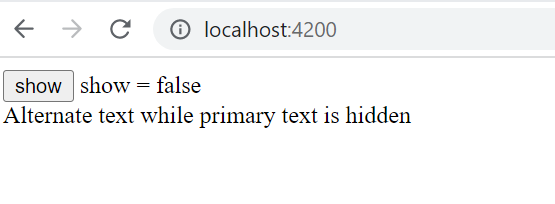 localhost:4200
show show = false
Alternate text while primary text is hidden